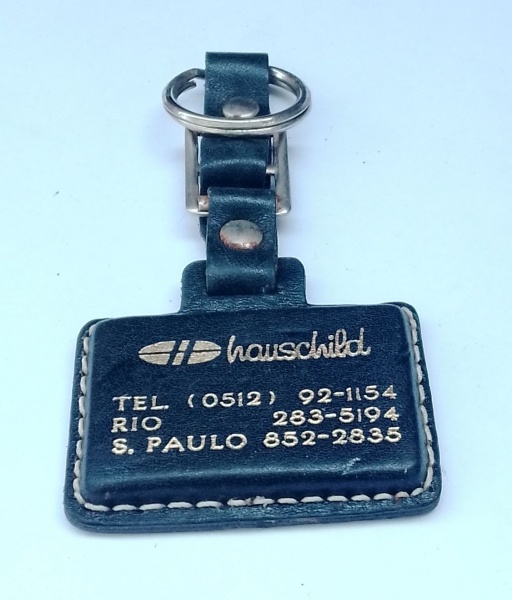 hauschild
TEL. (0512) 92-1154
RIO 283-5194
S. PAULO 852-2835